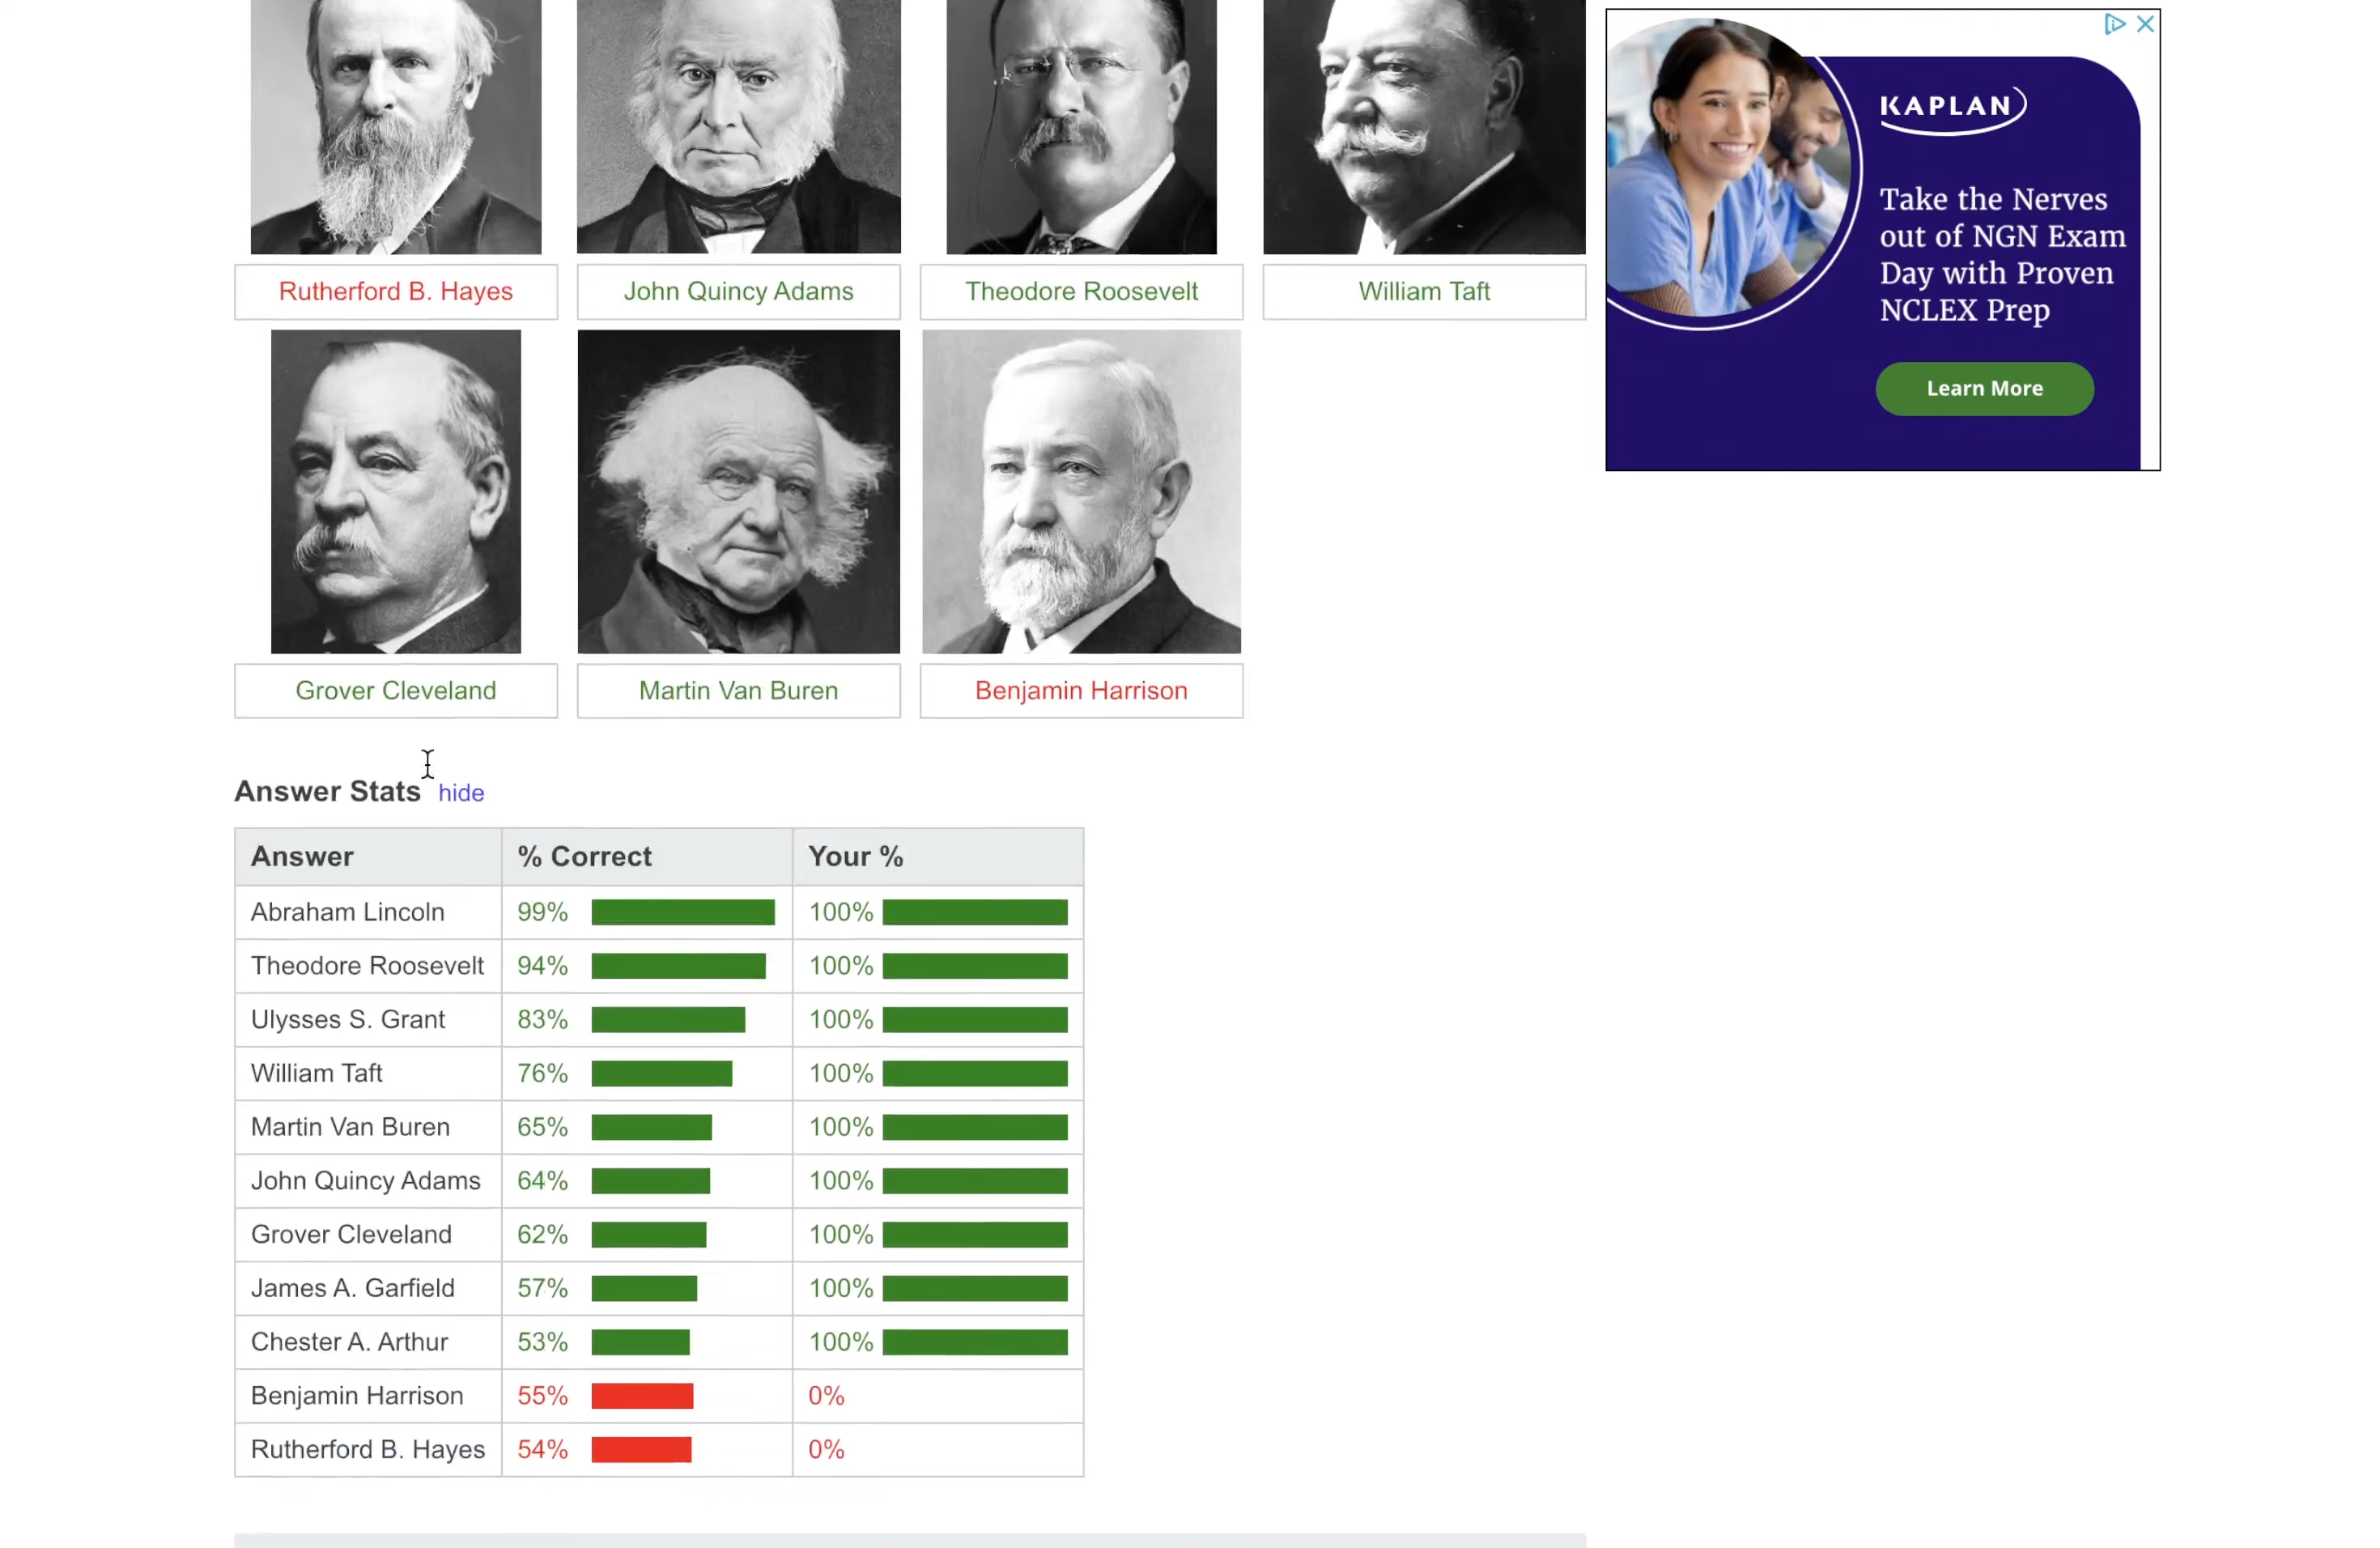 Rutherford B. Hayes
John Quincy Adams
Theodore Roosevelt
William Taft
Grover Cleveland
Martin Van Buren
Benjamin Harrison
KAPLAN
Take the Nerves
out of NGN Exam
Day with Proven
NCLEX Prep
Learn More
Answer Stats hide
Answer % Correct Your %
Abraham Lincoln 99% 100%
Theodore Roosevelt 94% 100%
Ulysses S. Grant 83% 100%
William Taft 76% 100%
Martin Van Buren 65% 100%
John Quincy Adams 64% 100%
Grover Cleveland 62% 100%
James A. Garfield 57% 100%
Chester A. Arthur 53% 100%
Benjamin Harrison 55% 0%
Rutherford B. Hayes 54% 0%